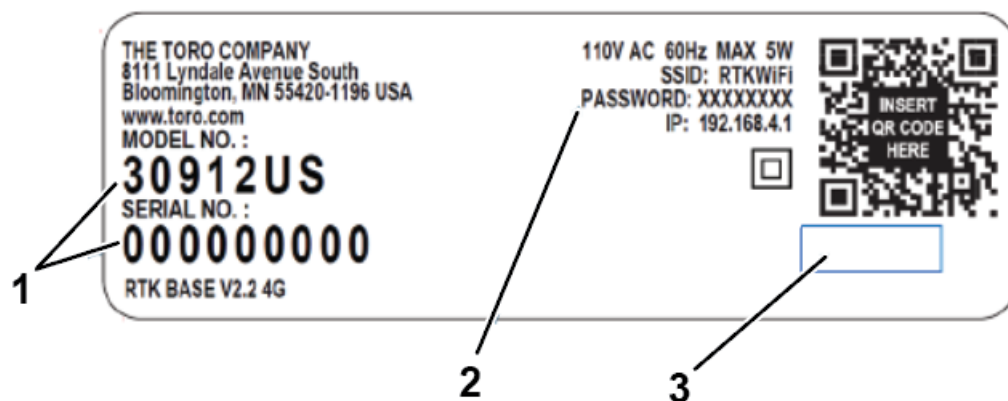 THE TORO COMPANY
8111 Lyndale Avenue South
Bloomington, MN 55420-1196 USA
www.toro.com
MODEL NO. :
30912US
SERIAL NO. :
000000000
RTK BASE V2.2 4G
110V AC 60Hz MAX 5W
SSID: RTKWiFi
PASSWORD: XXXXXXXX
IP: 192.168.4.1
INSERT
QR CODE
HERE
1
2
3